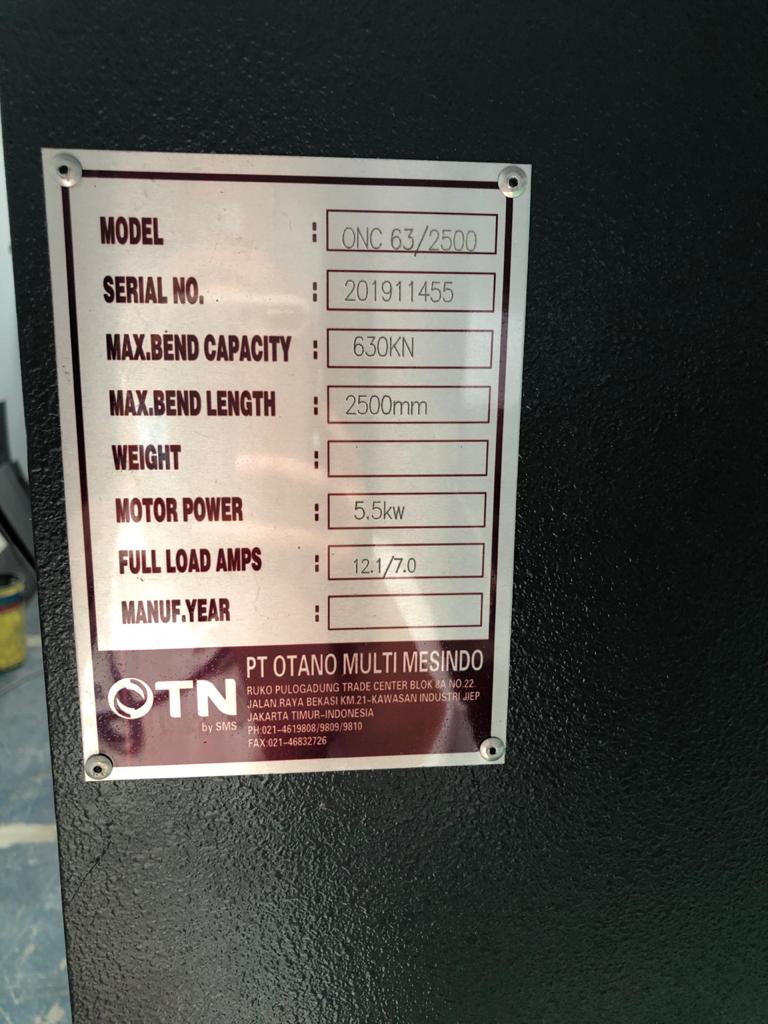 MODEL : ONC 63/2500
SERIAL NO. : 201911455
MAX.BEND CAPACITY : 630KN
MAX.BEND LENGTH : 2500mm
WEIGHT :
MOTOR POWER : 5.5kw
FULL LOAD AMPS : 12.1/7.0
MANUF.YEAR :
OTN
by SMS
PT OTANO MULTI MESINDO
RUKO PULOGADUNG TRADE CENTER BLOK 8A NO.22
JALAN RAYA BEKASI KM.21-KAWASAN INDUSTRI JIEP
JAKARTA TIMUR-INDONESIA
PH:021-4619808/9809/9810
FAX:021-46832726